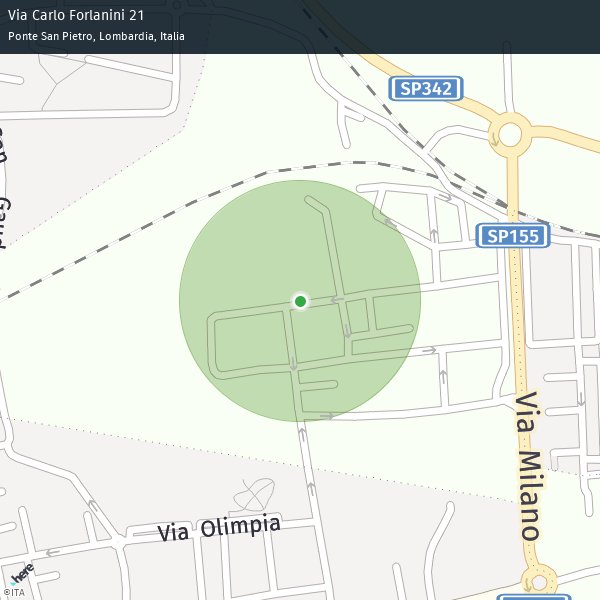 Via Carlo Forlanini 21
Ponte San Pietro, Lombardia, Italia
SP342
SP155
Via Milano
Via Olimpia
here
©ITA